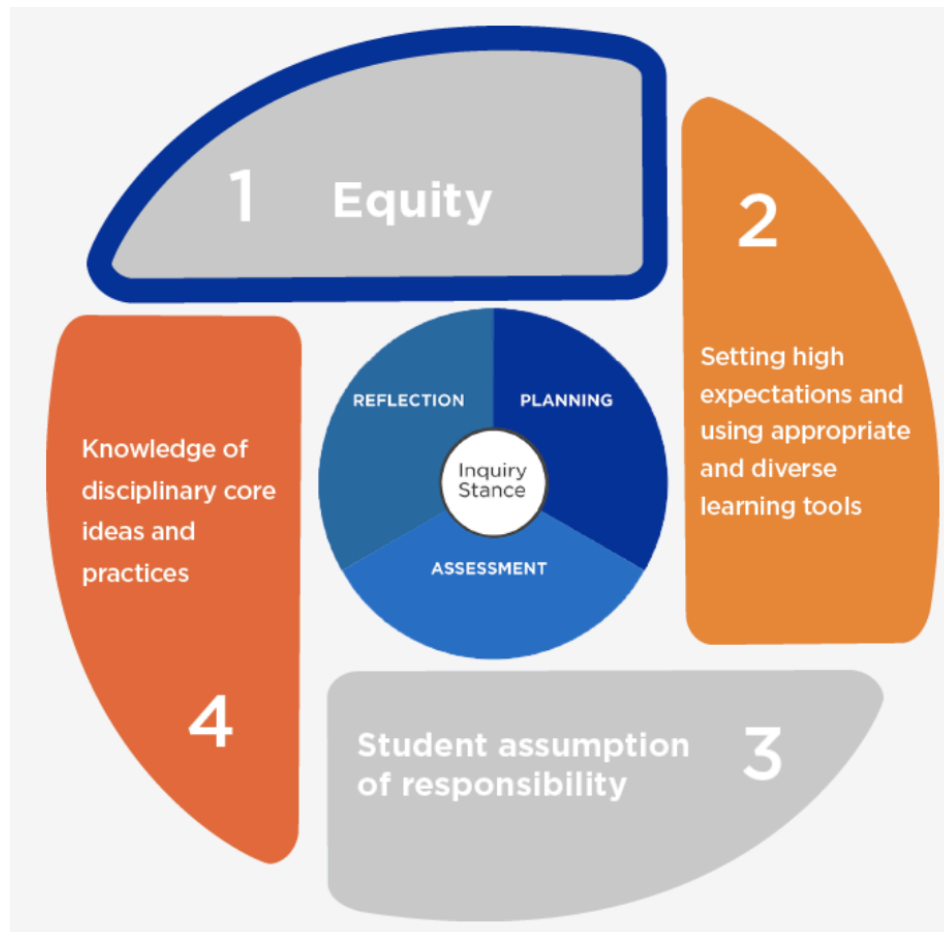 1 Equity
2
Setting high
expectations and
using appropriate
and diverse
learning tools
REFLECTION
PLANNING
Inquiry
Stance
ASSESSMENT
Student assumption
of responsibility
3
Knowledge of
disciplinary core
ideas and
practices
4